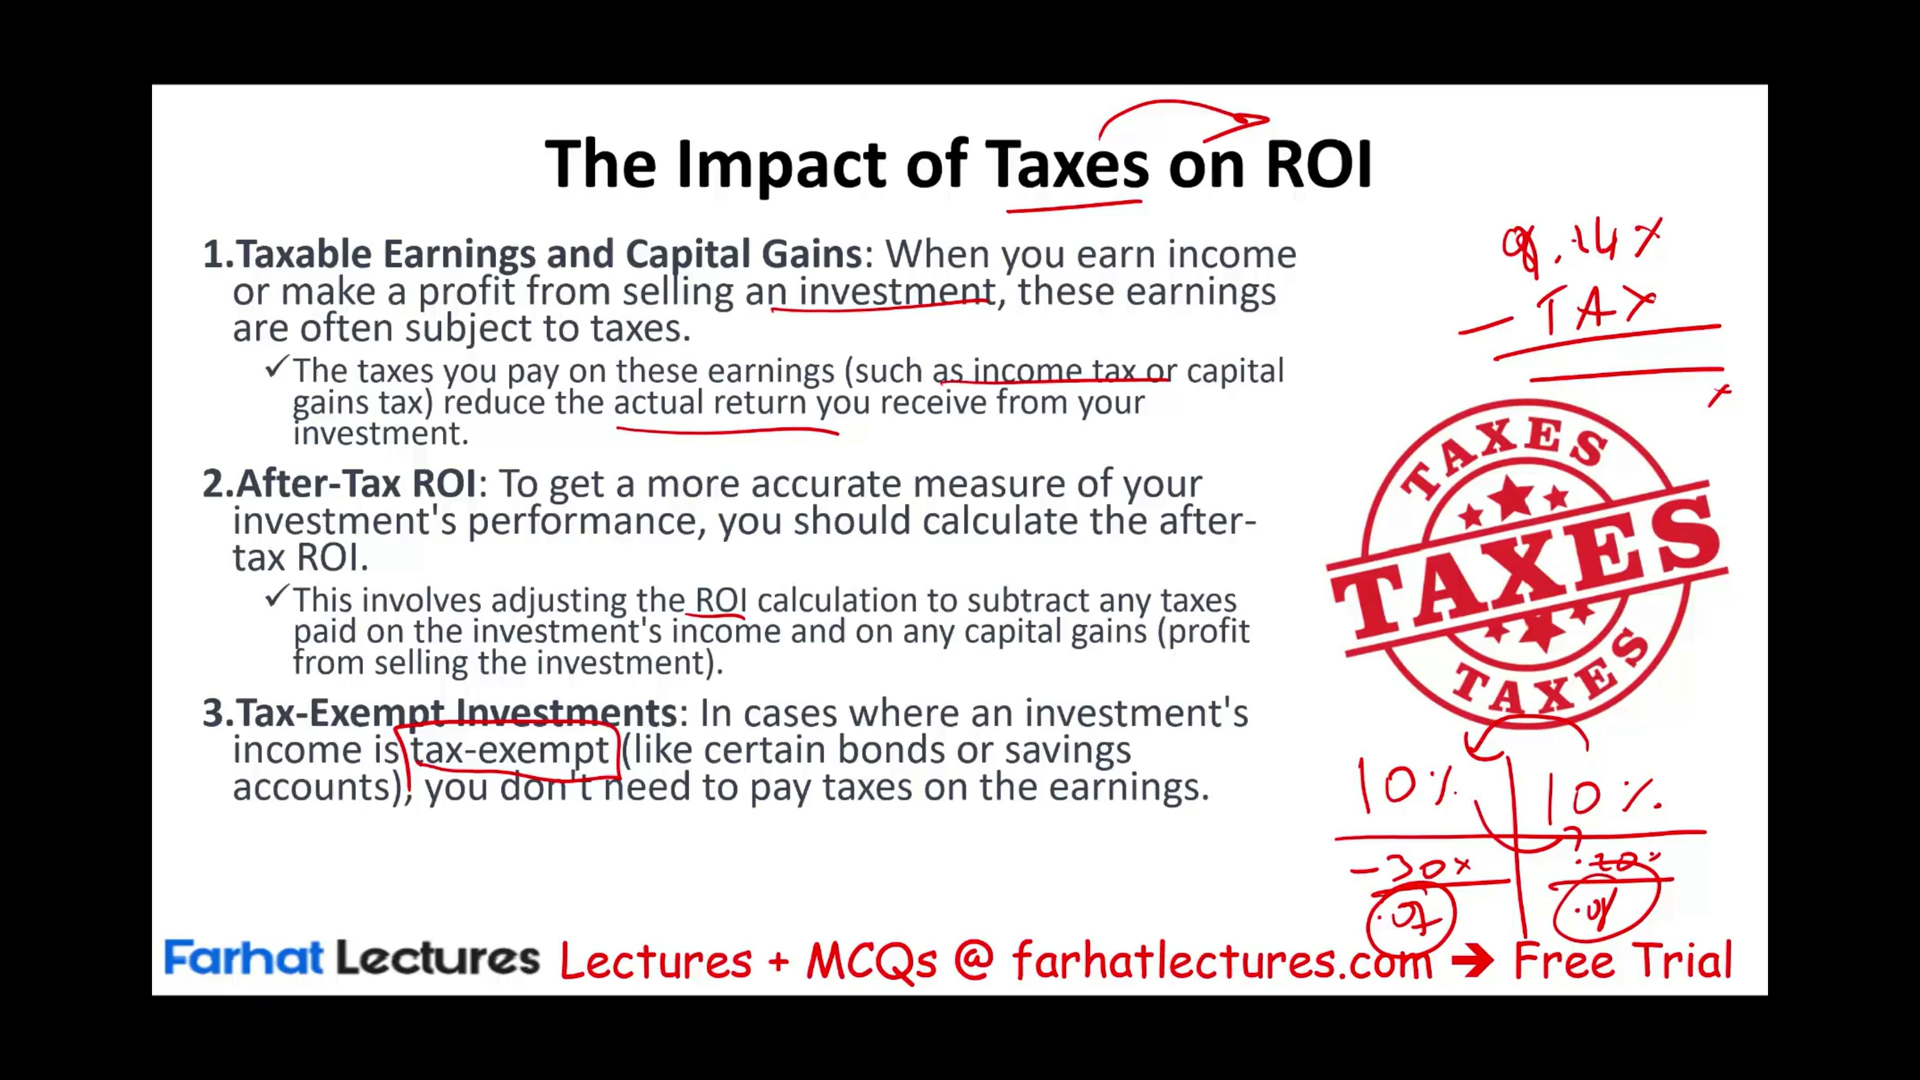 The Impact of Taxes on ROI
1.Taxable Earnings and Capital Gains: When you earn income
or make a profit from selling an investment, these earnings
are often subject to taxes.
✓The taxes you pay on these earnings (such as income tax or capital
gains tax) reduce the actual return you receive from your
investment.
2.After-Tax ROI: To get a more accurate measure of your
investment's performance, you should calculate the after-
tax ROI.
✓This involves adjusting the ROI calculation to subtract any taxes
paid on the investment's income and on any capital gains (profit
from selling the investment).
3.Tax-Exempt Investments: In cases where an investment's
income is tax-exempt (like certain bonds or savings
accounts), you don't need to pay taxes on the earnings.
- TAX
TAXES
TAXES
TAXES
10% 10%
Farhat Lectures Lectures + MCQs @ farhatlectures.com → Free Trial